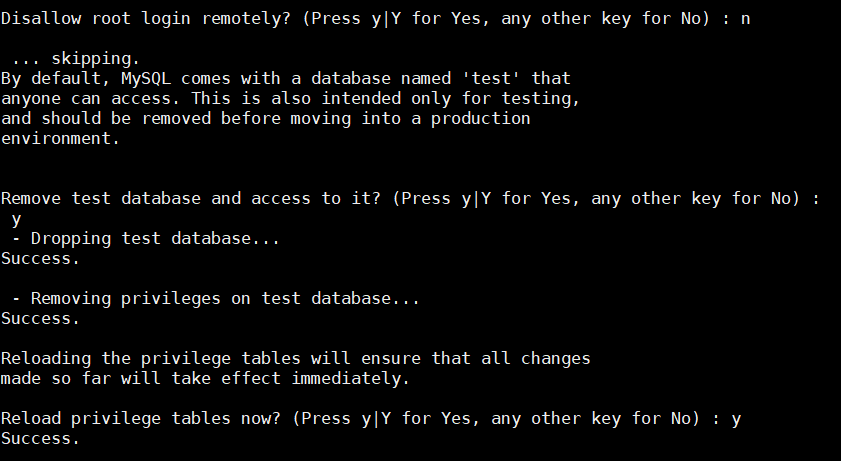 Disallow root login remotely? (Press y|Y for Yes, any other key for No) : n
... skipping.
By default, MySQL comes with a database named 'test' that
anyone can access. This is also intended only for testing,
and should be removed before moving into a production
environment.
Remove test database and access to it? (Press y|Y for Yes, any other key for No) :
y
- Dropping test database...
Success.
- Removing privileges on test database...
Success.
Reloading the privilege tables will ensure that all changes
made so far will take effect immediately.
Reload privilege tables now? (Press y|Y for Yes, any other key for No) : y
Success.